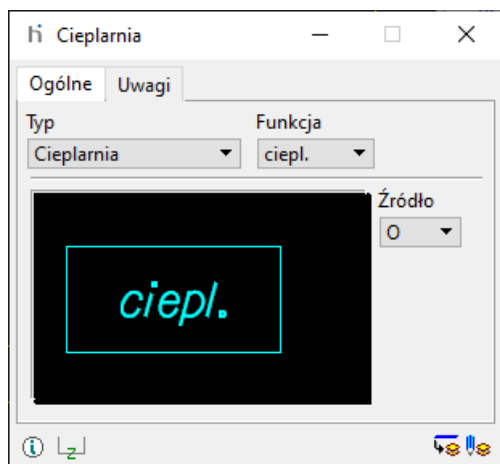 Cieplarnia
Ogólne Uwagi
Typ Funkcja
Cieplarnia ciepl.
Źródło
O
ciepl.